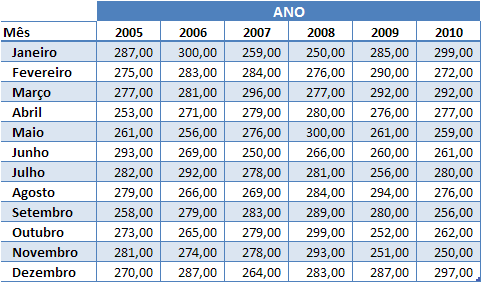 ANO
Mês 2005 2006 2007 2008 2009 2010
Janeiro 287,00 300,00 259,00 250,00 285,00 299,00
Fevereiro 275,00 283,00 284,00 276,00 290,00 272,00
Março 277,00 281,00 296,00 277,00 292,00 292,00
Abril 253,00 271,00 279,00 280,00 276,00 277,00
Maio 261,00 256,00 276,00 300,00 261,00 259,00
Junho 293,00 269,00 250,00 266,00 260,00 261,00
Julho 282,00 292,00 278,00 281,00 256,00 280,00
Agosto 279,00 266,00 269,00 284,00 294,00 276,00
Setembro 258,00 279,00 283,00 289,00 280,00 256,00
Outubro 273,00 265,00 279,00 299,00 252,00 262,00
Novembro 281,00 274,00 278,00 293,00 251,00 250,00
Dezembro 270,00 287,00 264,00 283,00 287,00 297,00